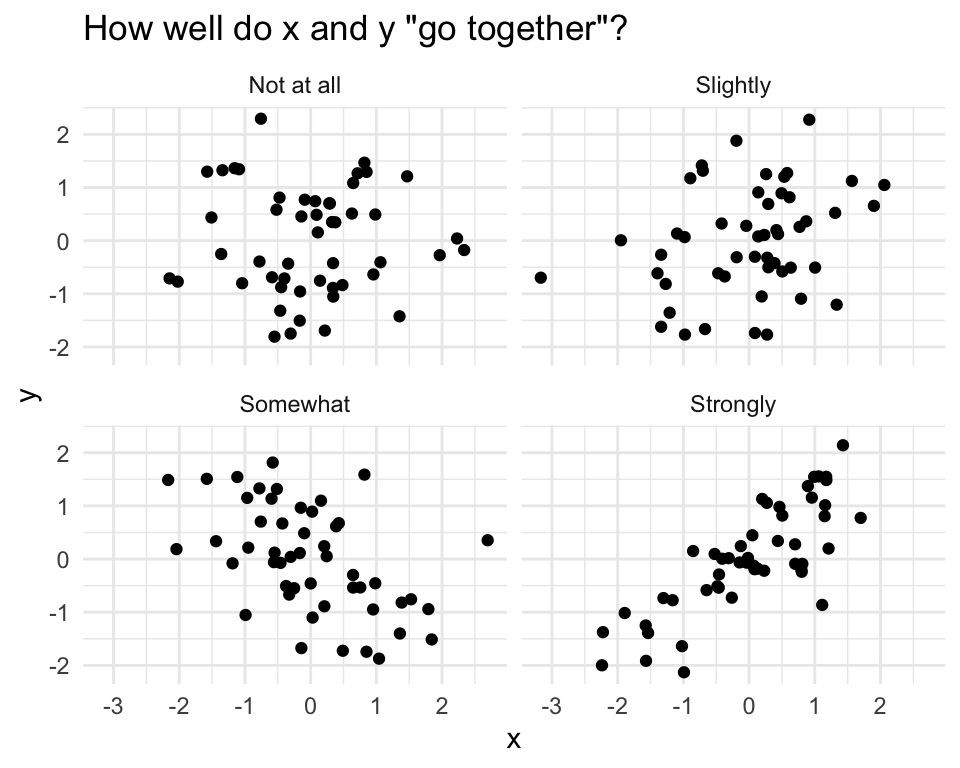 How well do x and y "go together"?
Not at all
Slightly
2
1
0
-1
-2
y
Somewhat
Strongly
2
1
0
-1
-2
-3 -2 -1 0 1 2 -3 -2 -1 0 1 2
x